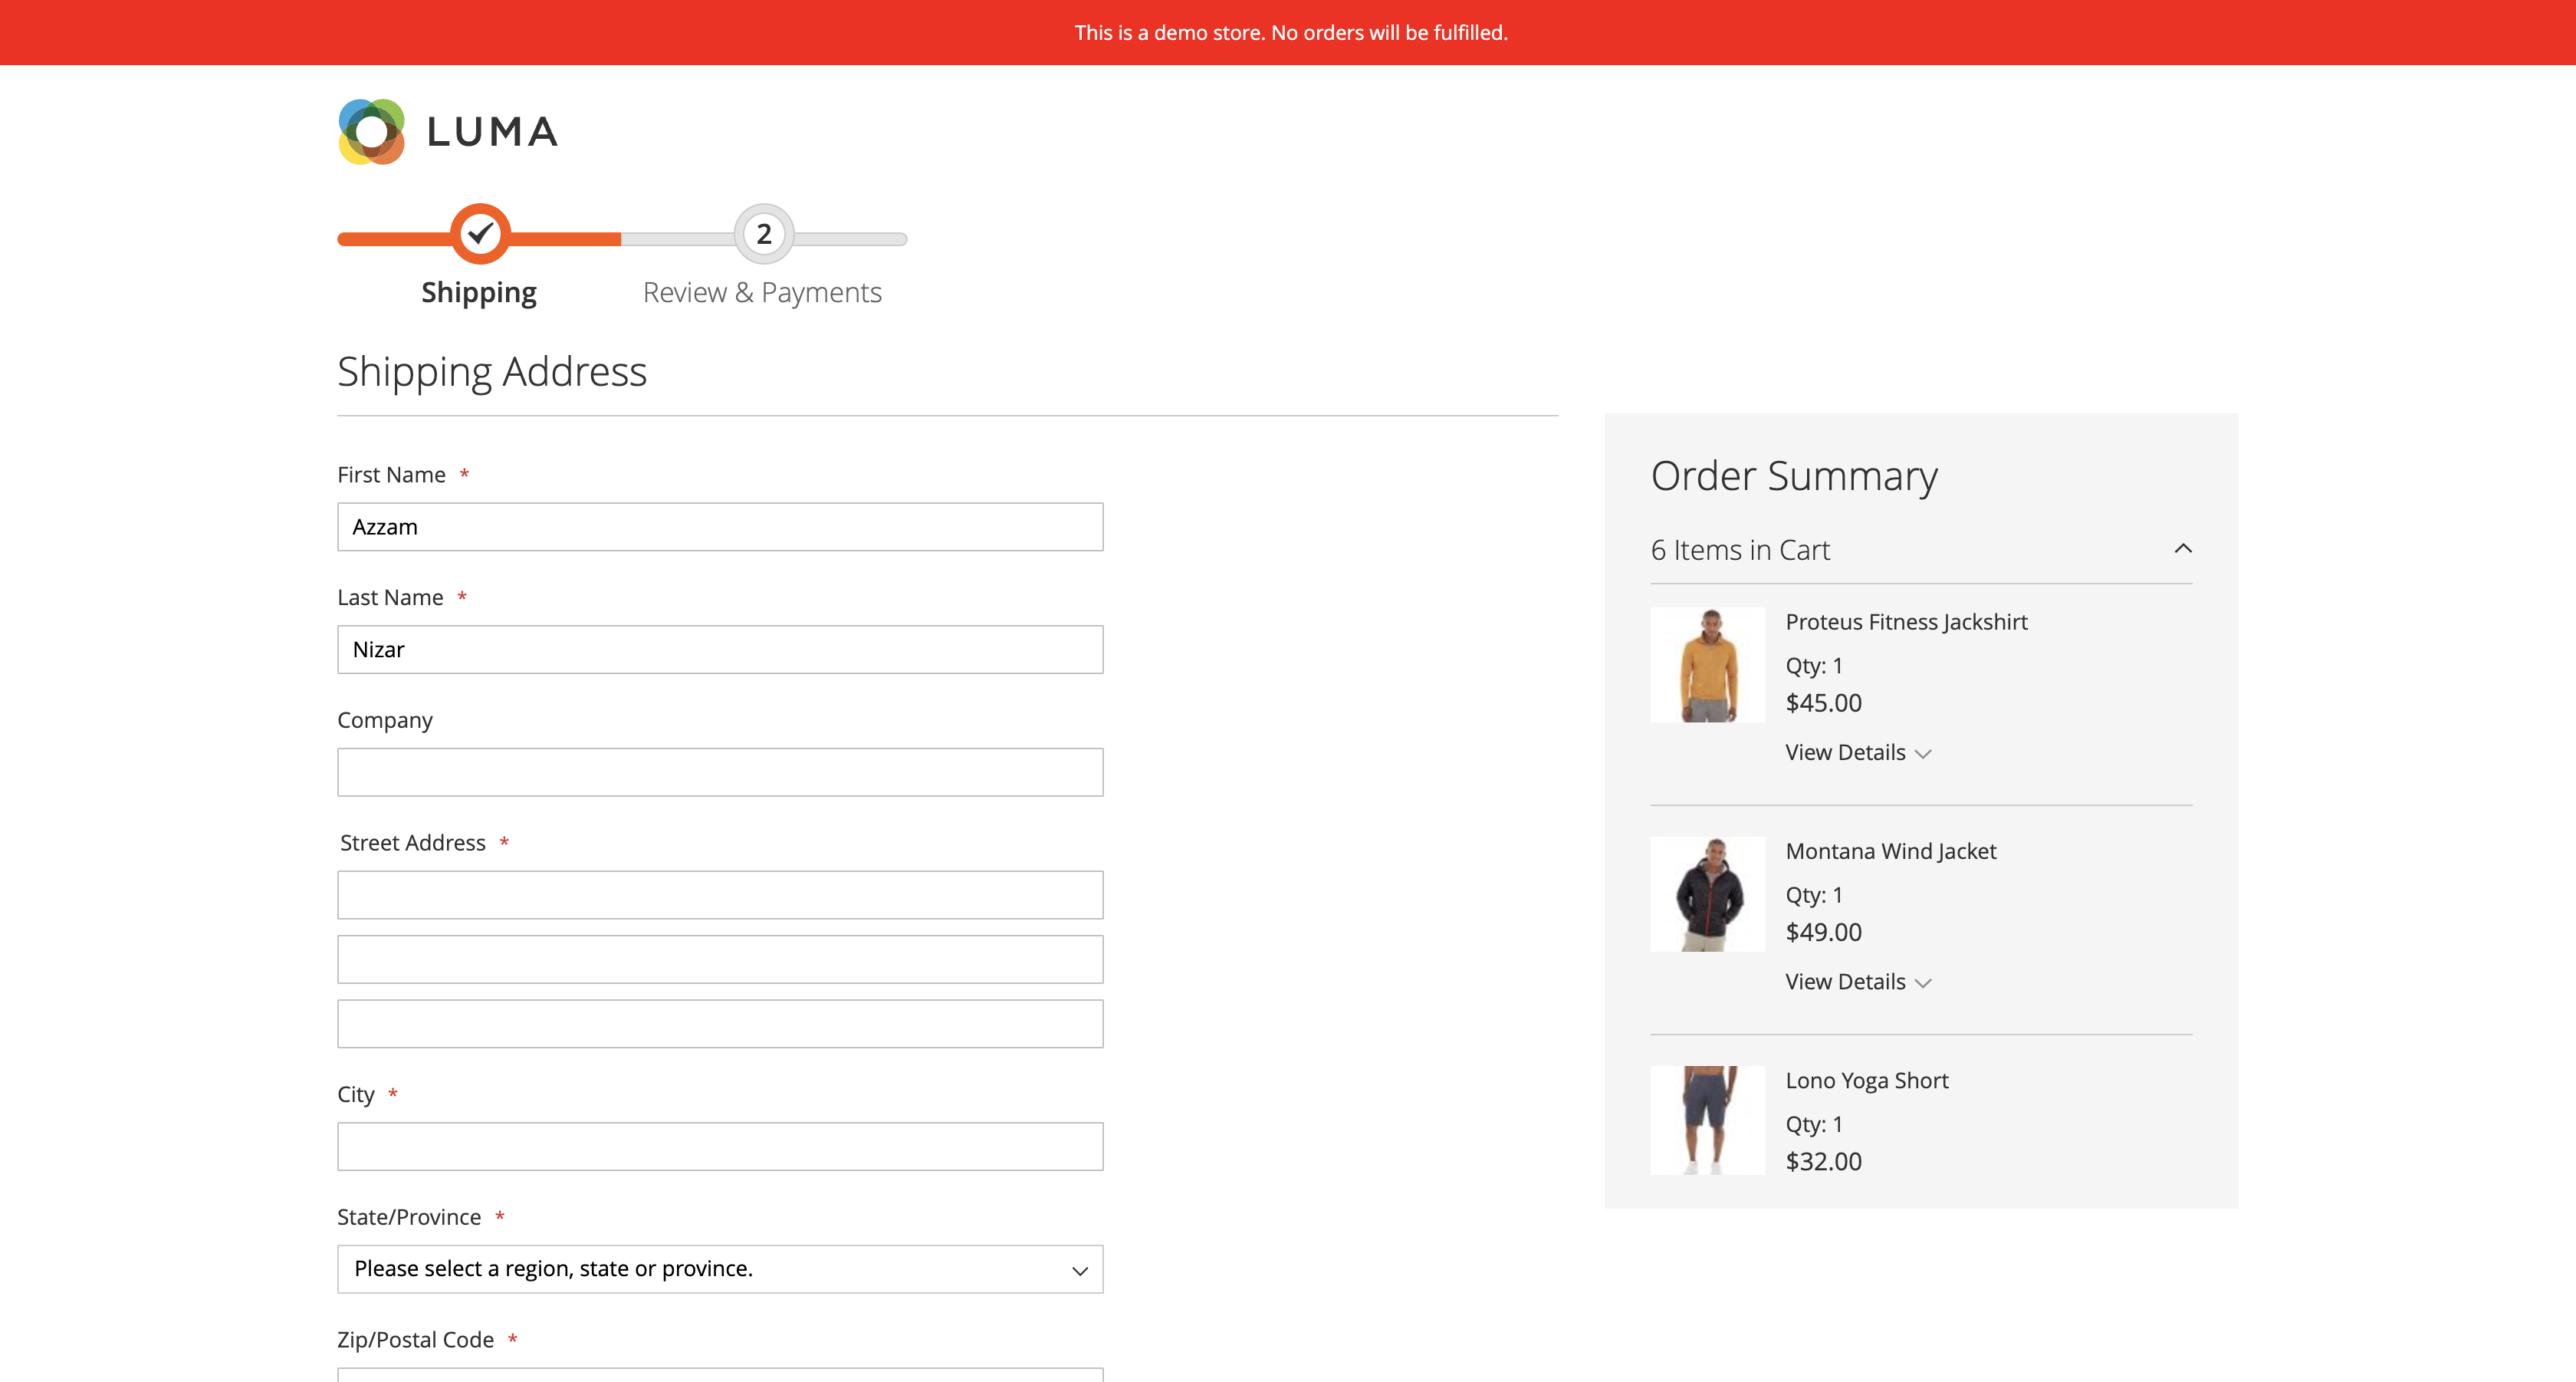 This is a demo store. No orders will be fulfilled.
LUMA
2
Shipping
Review & Payments
Shipping Address
First Name *
Azzam
Last Name *
Nizar
Company
Street Address *
City *
State/Province *
Please select a region, state or province.
Zip/Postal Code *
Order Summary
6 Items in Cart
Proteus Fitness Jackshirt
Qty: 1
$45.00
View Details
Montana Wind Jacket
Qty: 1
$49.00
View Details
Lono Yoga Short
Qty: 1
$32.00